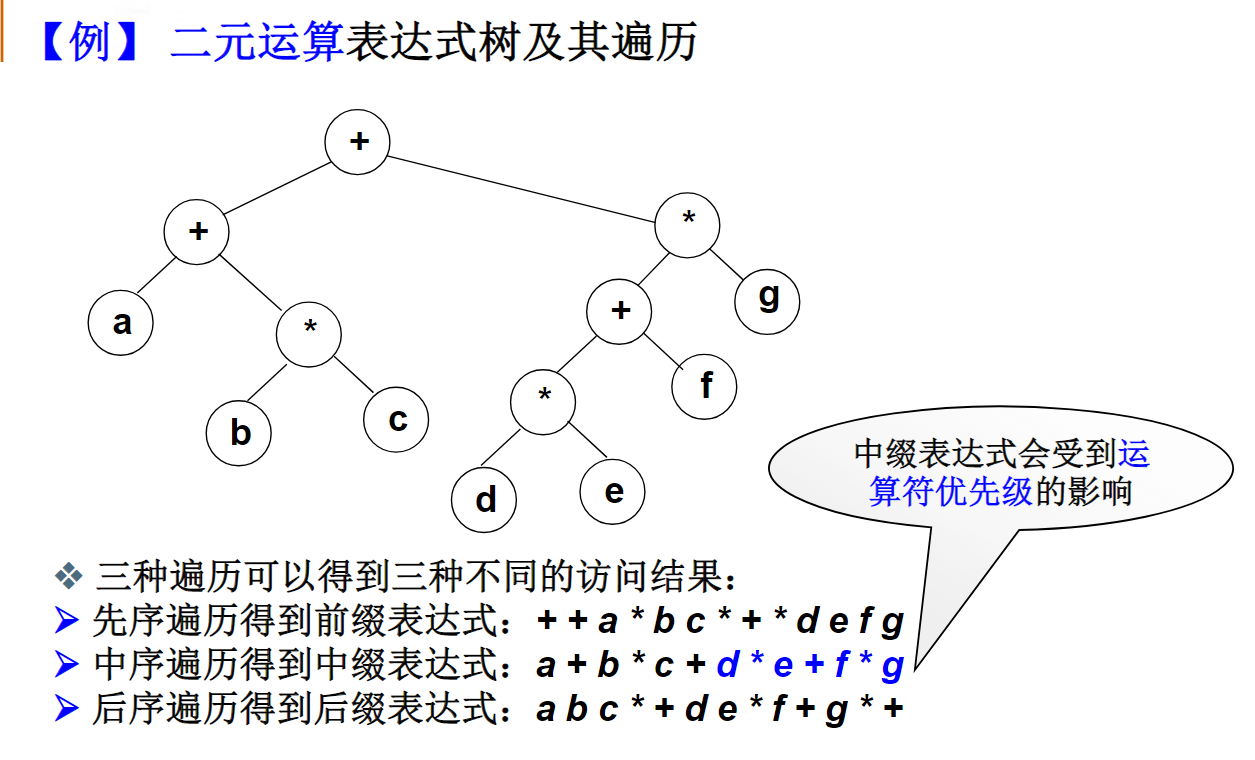 【例】 二元运算表达式树及其遍历
+
+
*
a
*
+
g
b
c
*
f
d
e
中缀表达式会受到运
算符优先级的影响
❖ 三种遍历可以得到三种不同的访问结果：
➢ 先序遍历得到前缀表达式： + + a * b c * + * d e f g
➢ 中序遍历得到中缀表达式： a + b * c + d * e + f * g
➢ 后序遍历得到后缀表达式： a b c * + d e * f + g * +